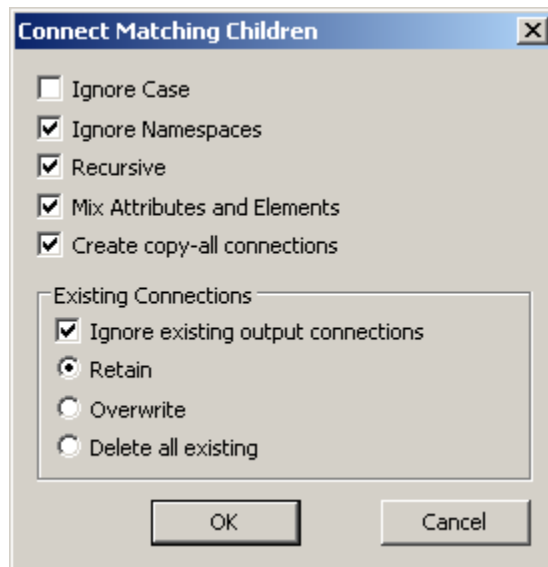 Connect Matching Children
Ignore Case
Ignore Namespaces
Recursive
Mix Attributes and Elements
Create copy-all connections
Existing Connections
Ignore existing output connections
Retain
Overwrite
Delete all existing
OK
Cancel